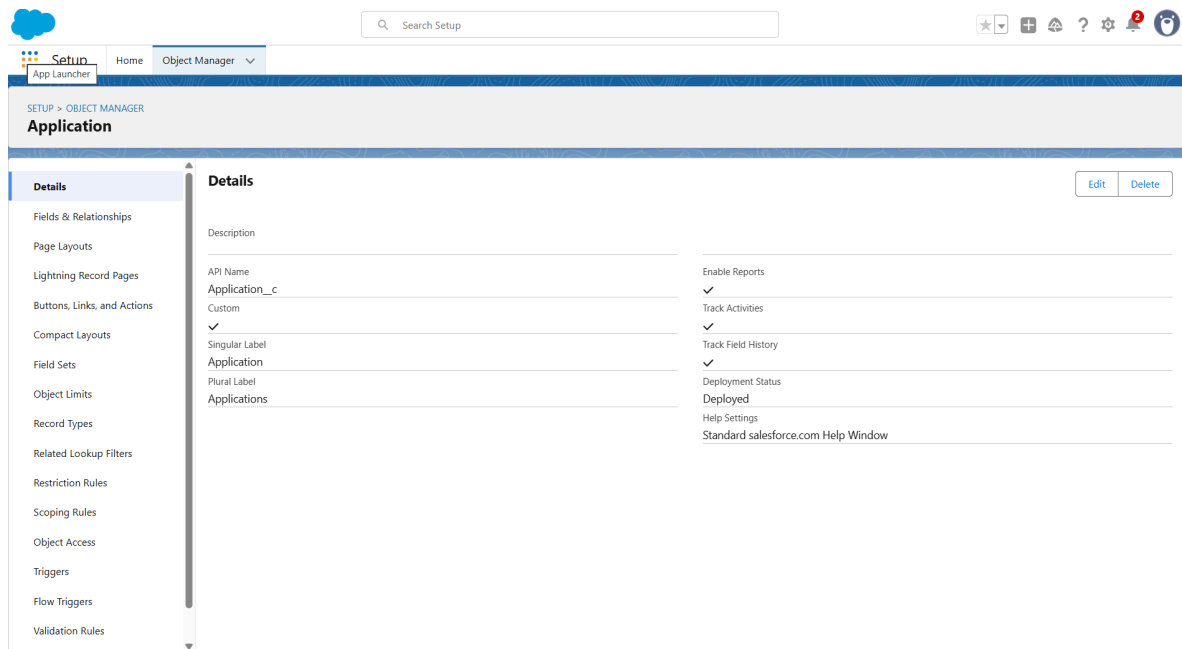 Search Setup
2
Setup
Home
Object Manager
App Launcher
SETUP > OBJECT MANAGER
Application
Details
Fields & Relationships
Page Layouts
Lightning Record Pages
Buttons, Links, and Actions
Compact Layouts
Field Sets
Object Limits
Record Types
Related Lookup Filters
Restriction Rules
Scoping Rules
Object Access
Triggers
Flow Triggers
Validation Rules
Details
Edit
Delete
Description
API Name
Application__c
Custom
Singular Label
Application
Plural Label
Applications
Enable Reports
Track Activities
Track Field History
Deployment Status
Deployed
Help Settings
Standard salesforce.com Help Window